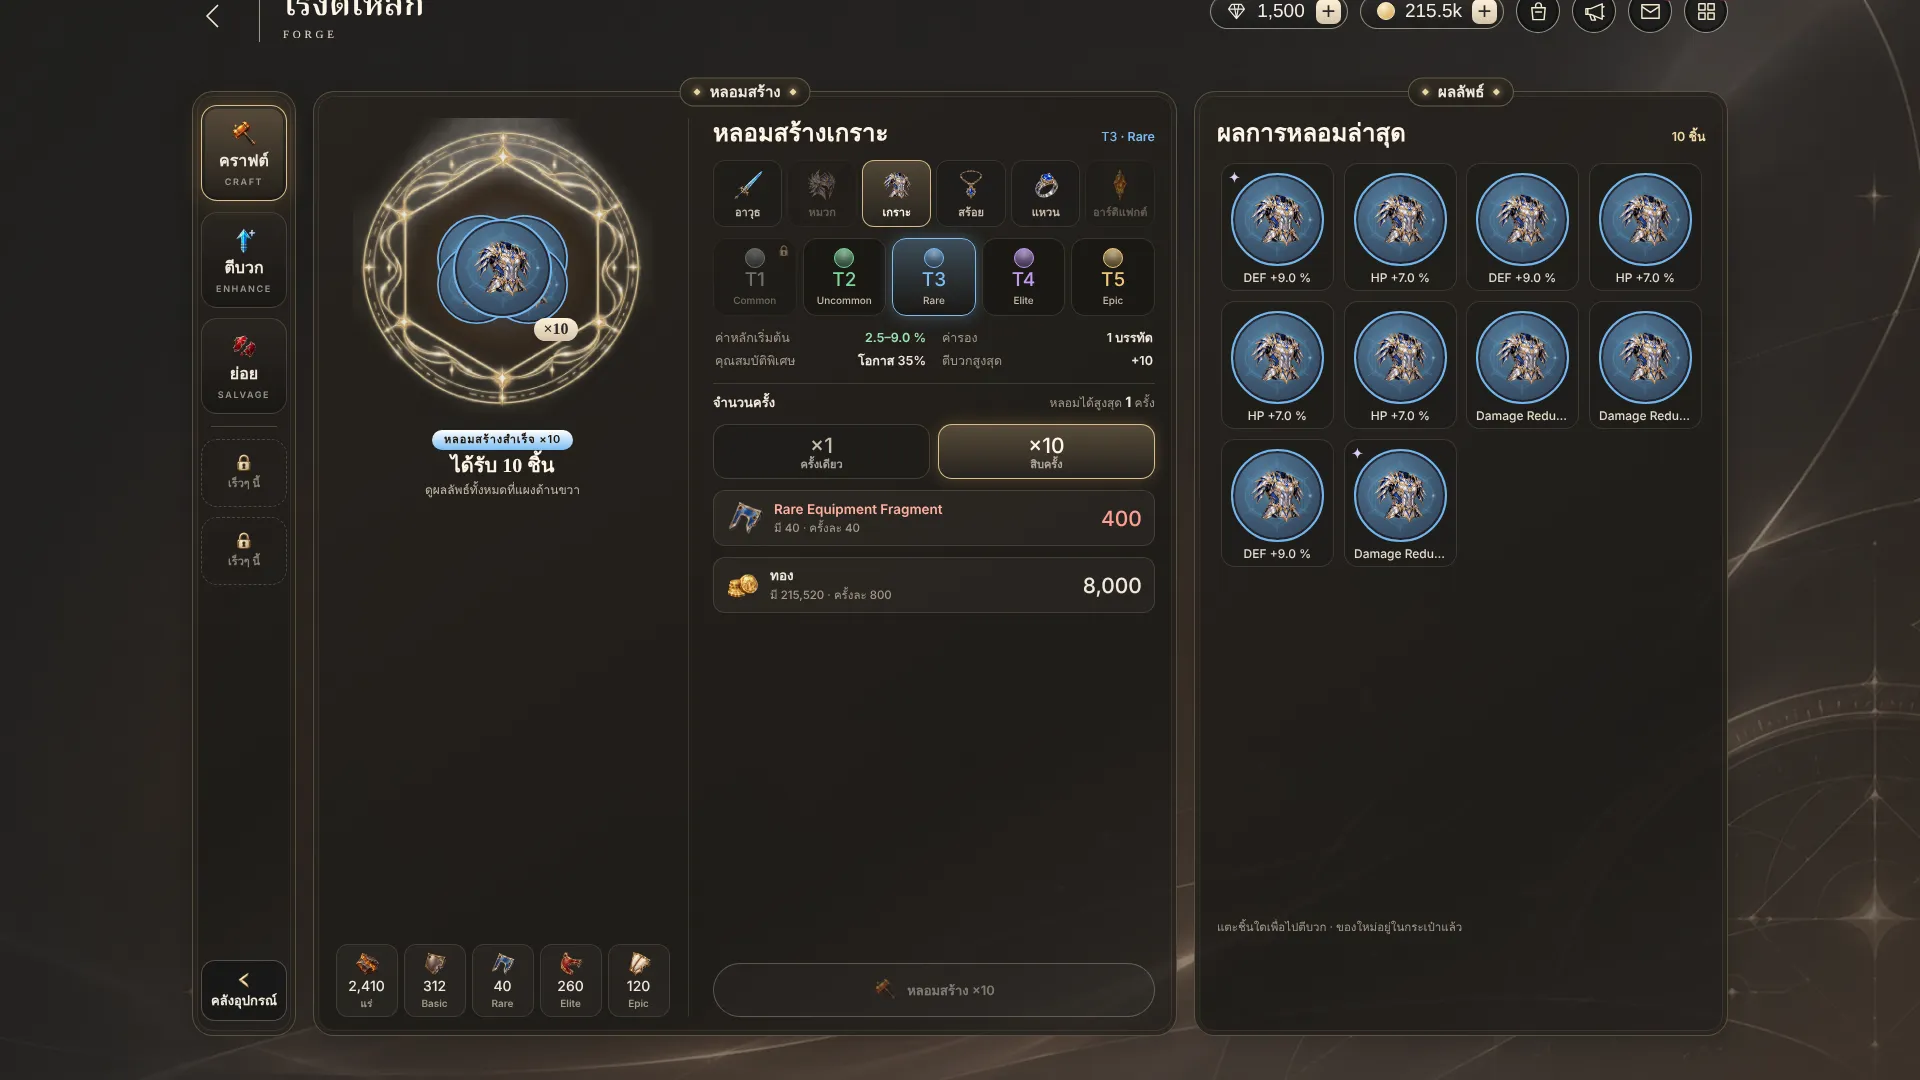 โรงตีเหล็ก
FORGE
1,500
215.5k
คราฟต์
CRAFT
ตีบวก
ENHANCE
ย่อย
SALVAGE
เร็วๆ นี้
เร็วๆ นี้
คลังอุปกรณ์
หลอมสร้าง
×10
หลอมสร้างสำเร็จ ×10
ได้รับ 10 ชิ้น
ดูผลลัพธ์ทั้งหมดที่แผงด้านขวา
2,410
แร่
312
Basic
40
Rare
260
Elite
120
Epic
หลอมสร้างเกราะ
T3 · Rare
อาวุธ
หมวก
เกราะ
สร้อย
แหวน
อาร์ติแฟกต์
T1
Common
T2
Uncommon
T3
Rare
T4
Elite
T5
Epic
ค่าหลักเริ่มต้น 2.5–9.0 %
ค่ารอง 1 บรรทัด
คุณสมบัติพิเศษ โอกาส 35%
ตีบวกสูงสุด +10
จำนวนครั้ง
หลอมได้สูงสุด 1 ครั้ง
×1
ครั้งเดียว
×10
สิบครั้ง
Rare Equipment Fragment
มี 40 · ครั้งละ 40
400
ทอง
มี 215,520 · ครั้งละ 800
8,000
หลอมสร้าง ×10
ผลลัพธ์
ผลการหลอมล่าสุด
10 ชิ้น
DEF +9.0 %
HP +7.0 %
DEF +9.0 %
HP +7.0 %
HP +7.0 %
HP +7.0 %
Damage Redu...
Damage Redu...
DEF +9.0 %
Damage Redu...
แตะชิ้นใดเพื่อไปตีบวก · ของใหม่อยู่ในกระเป๋าแล้ว